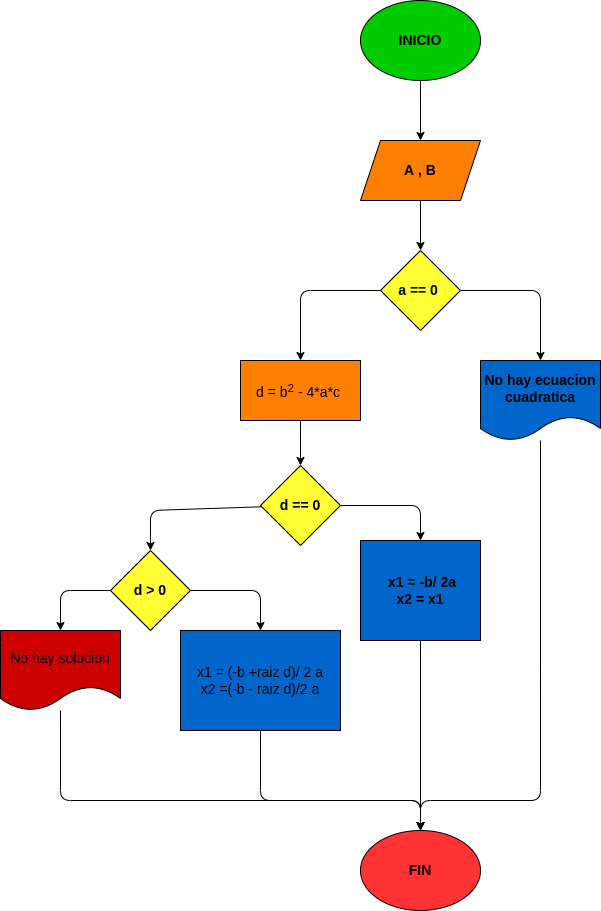 INICIO
A , B
a == 0
d = b² - 4*a*c
No hay ecuacion
cuadratica
d == 0
d > 0
x1 = -b/ 2a
x2 = x1
No hay solucion
x1 = (-b +raiz d)/ 2 a
x2 =(-b - raiz d)/2 a
FIN